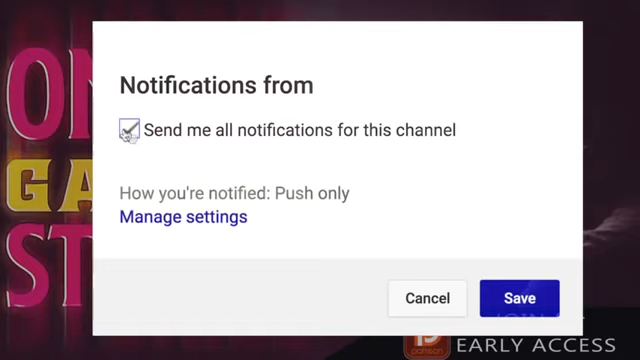 Notifications from
Send me all notifications for this channel
How you're notified: Push only
Manage settings
Cancel
Save
EARLY ACCESS